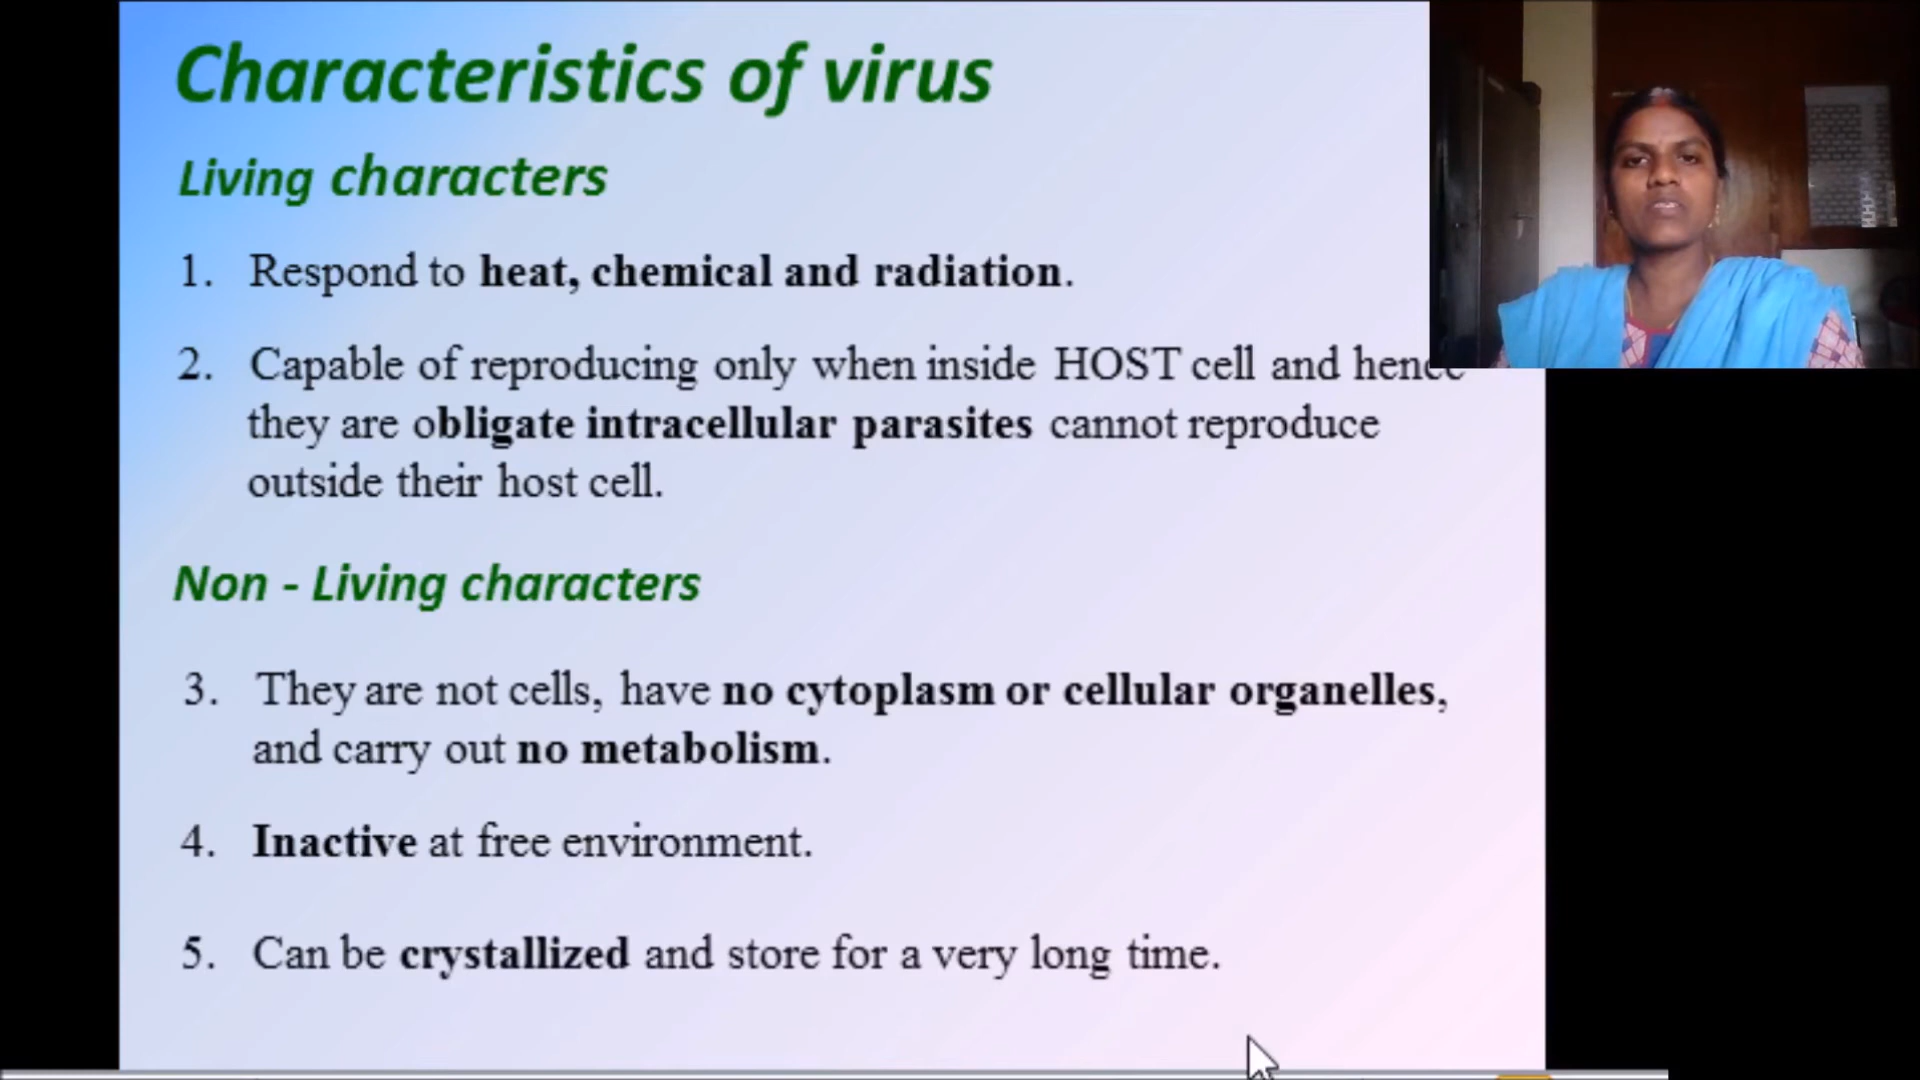 Characteristics of virus
Living characters
1. Respond to heat, chemical and radiation.
2. Capable of reproducing only when inside HOST cell and hence
they are obligate intracellular parasites cannot reproduce
outside their host cell.
Non - Living characters
3. They are not cells, have no cytoplasm or cellular organelles,
and carry out no metabolism.
4. Inactive at free environment.
5. Can be crystallized and store for a very long time.